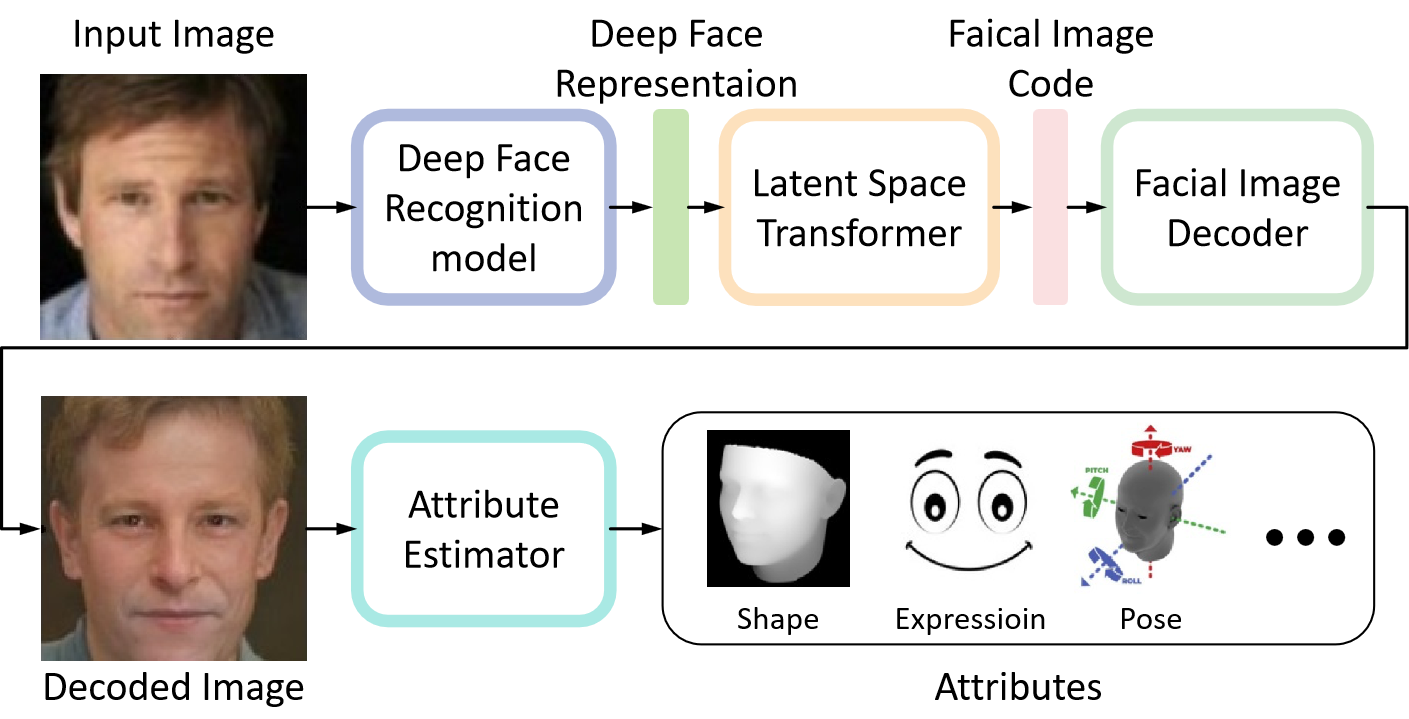 Input Image
Deep Face
Representaion
Faical Image
Code
Deep Face
Recognition
model
Latent Space
Transformer
Facial Image
Decoder
Attribute
Estimator
YAW
PITCH
ROLL
Shape
Expressioin
Pose
Decoded Image
Attributes